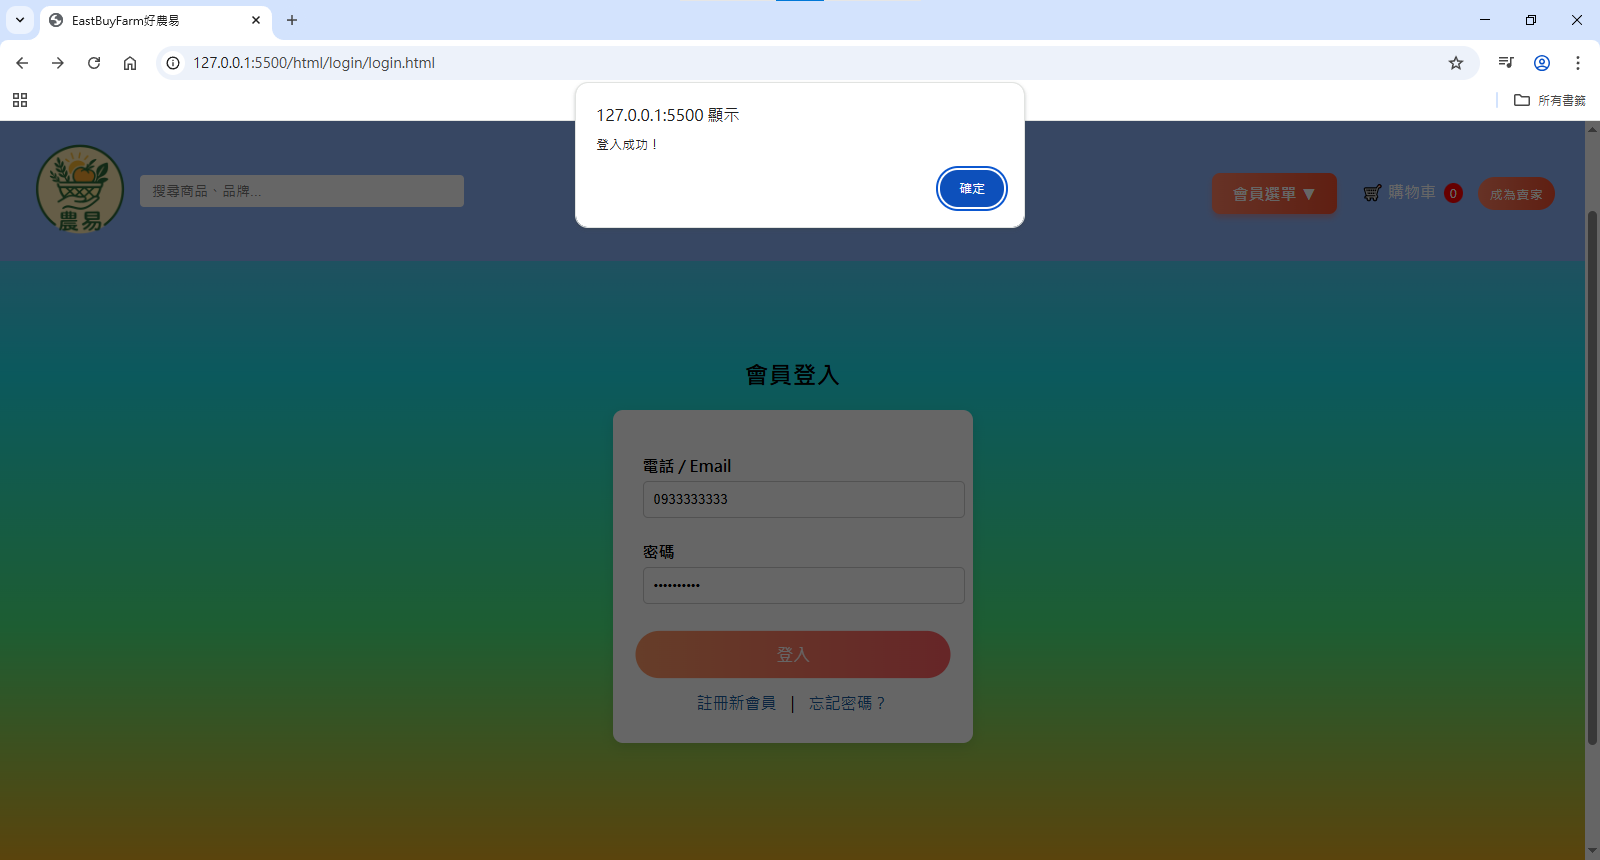 EastBuyFarm好農易
127.0.0.1:5500/html/login/login.html
所有書籤
127.0.0.1:5500 顯示
登入成功！
確定
農易
搜尋商品、品牌...
會員選單 ▼
購物車 0
成為賣家
會員登入
電話 / Email
0933333333
密碼
••••••••••
登入
註冊新會員 | 忘記密碼？